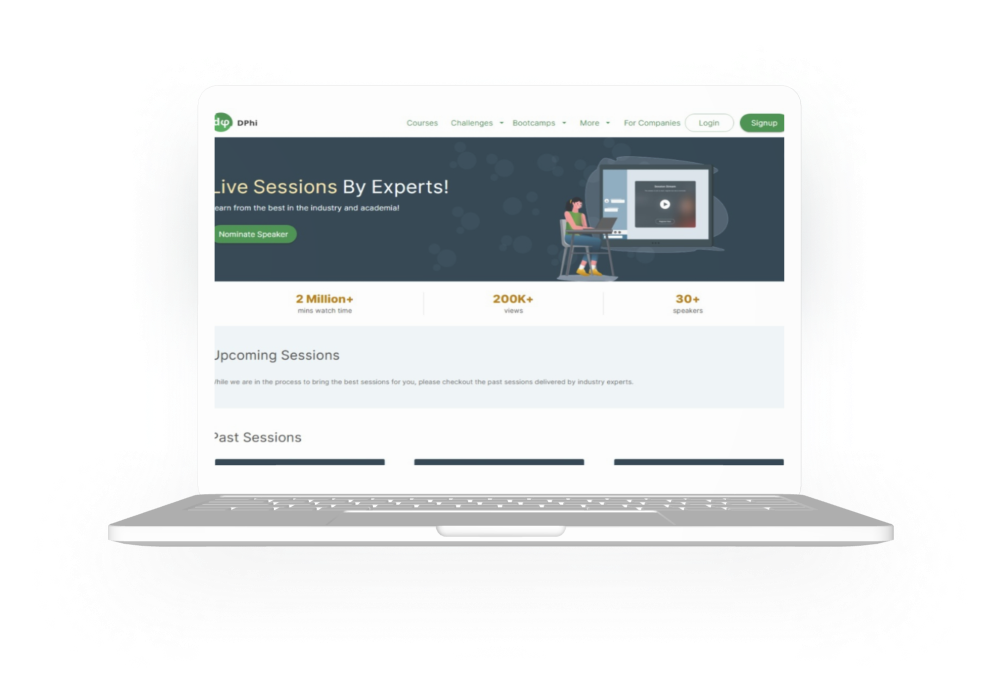 dφ DPhi
Courses Challenges Bootcamps More For Companies Login Signup
Live Sessions By Experts!
earn from the best in the industry and academia!
Nominate Speaker
2 Million+
mins watch time
200K+
views
30+
speakers
Upcoming Sessions
While we are in the process to bring the best sessions for you, please checkout the past sessions delivered by industry experts.
Past Sessions